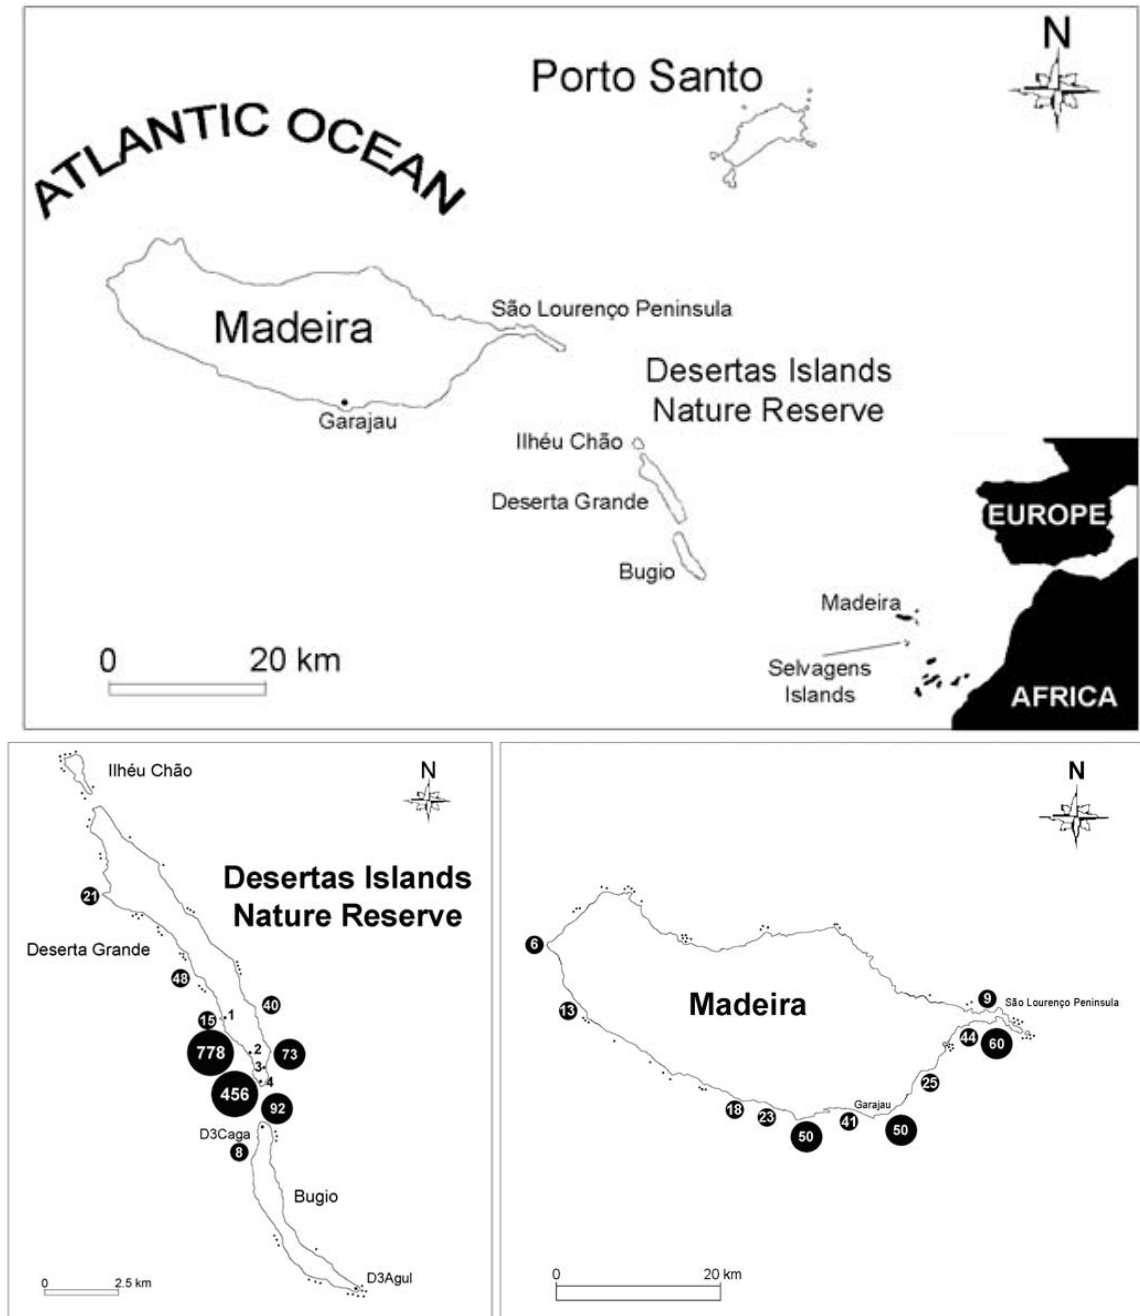 N
Porto Santo
ATLANTIC OCEAN
São Lourenço Peninsula
Madeira
Desertas Islands
Nature Reserve
Garajau
Ilhéu Chão
Deserta Grande
EUROPE
Bugio
Madeira
0 20 km
Selvagens
Islands
AFRICA
Ilhéu Chão
N
Desertas Islands
Nature Reserve
21
Deserta Grande
48
40
15
1
778
2
73
3
456
4
92
D3Caga
8
Bugio
D3Agul
0 2.5 km
N
6
Madeira
9
São Lourenço Peninsula
13
44
60
25
Garajau
18
23
50
41
50
0 20 km